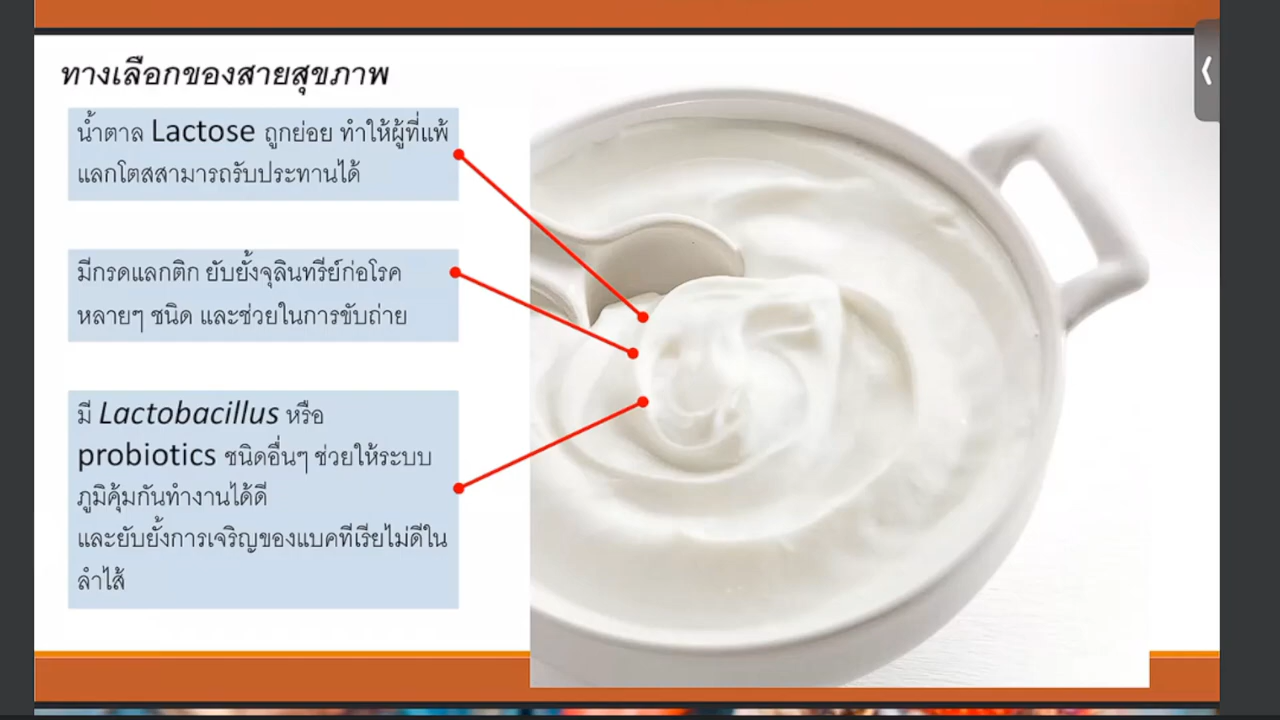 ทางเลือกของสายสุขภาพ
น้ำตาล Lactose ถูกย่อย ทำให้ผู้ที่แพ้
แลกโตสสามารถรับประทานได้
มีกรดแลกติก ยับยั้งจุลินทรีย์ก่อโรค
หลายๆ ชนิด และช่วยในการขับถ่าย
มี Lactobacillus หรือ
probiotics ชนิดอื่นๆ ช่วยให้ระบบ
ภูมิคุ้มกันทำงานได้ดี
และยับยั้งการเจริญของแบคทีเรียไม่ดีใน
ลำไส้